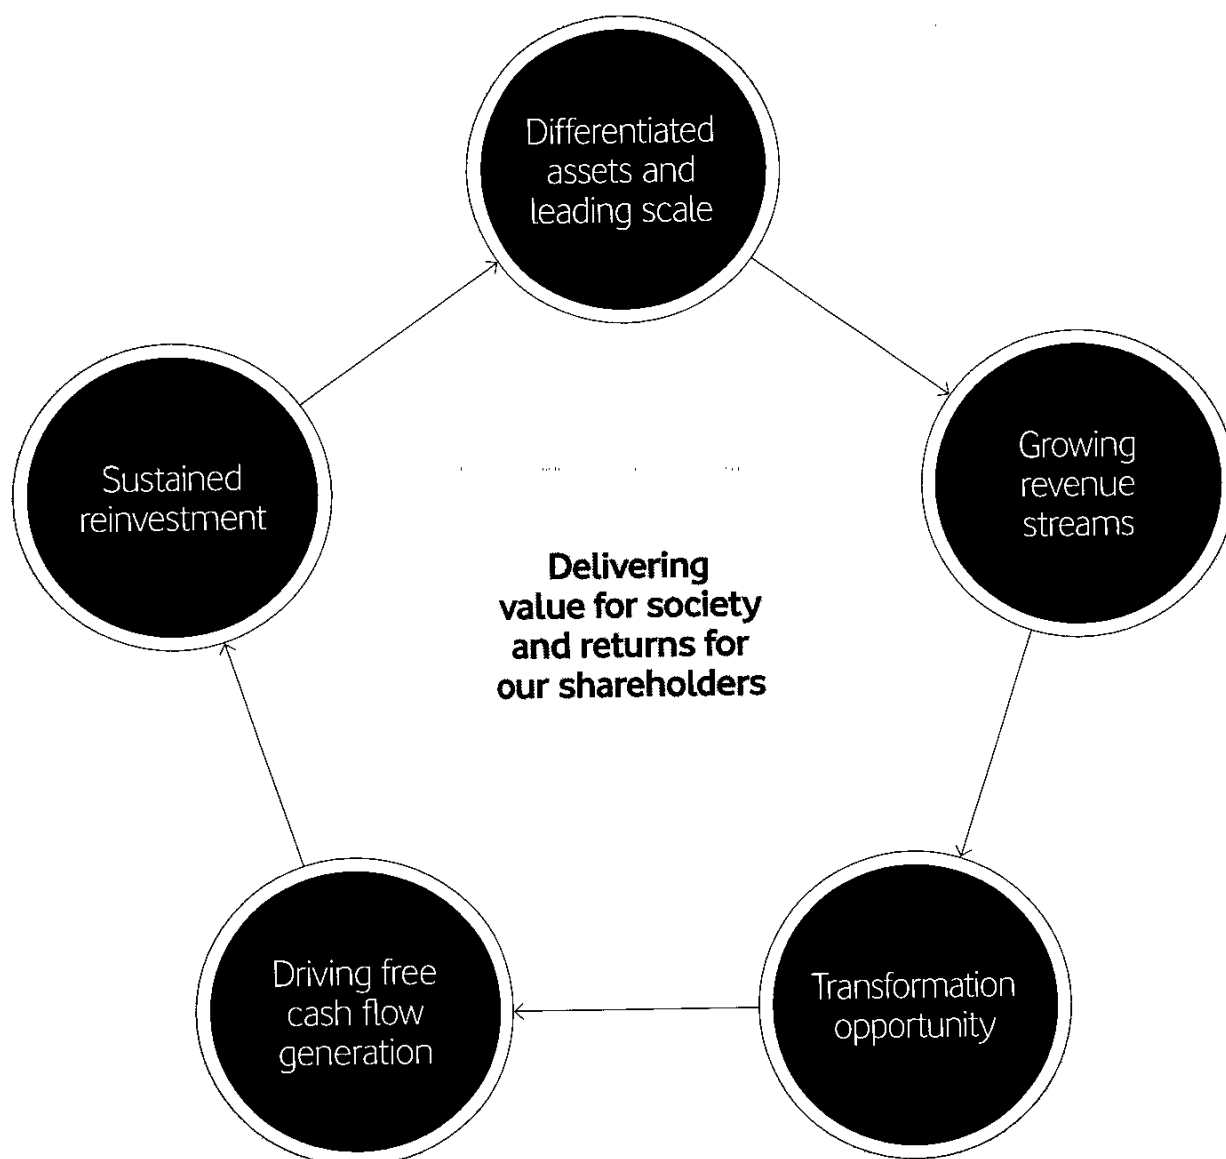 Differentiated
assets and
leading scale
Growing
revenue
streams
Sustained
reinvestment
Delivering
value for society
and returns for
our shareholders
Transformation
opportunity
Driving free
cash flow
generation